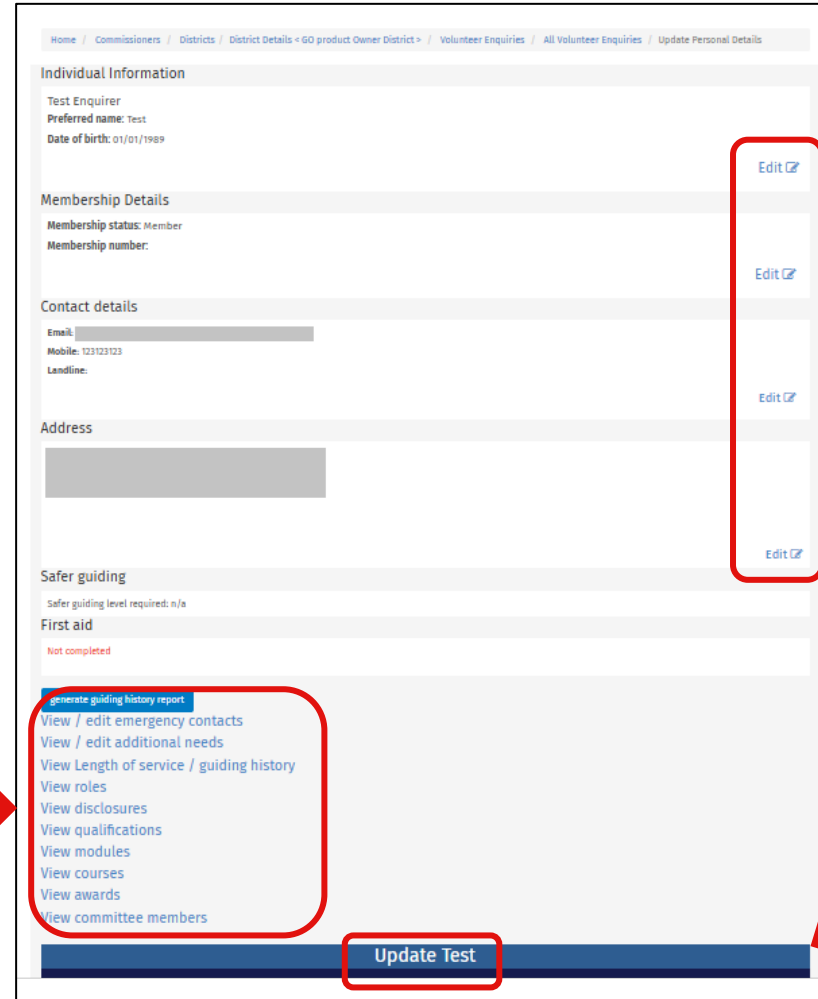 Home / Commissioners / Districts / District Details < GO product Owner District > / Volunteer Enquiries / All Volunteer Enquiries / Update Personal Details
Individual Information
Test Enquirer
Preferred name: Test
Date of birth: 01/01/1989
Edit
Membership Details
Membership status: Member
Membership number:
Edit
Contact details
Email:
Mobile: 123123123
Landline:
Edit
Address
Edit
Safer guiding
Safer guiding level required: n/a
First aid
Not completed
generate guiding history report
View / edit emergency contacts
View / edit additional needs
View Length of service / guiding history
View roles
View disclosures
View qualifications
View modules
View courses
View awards
View committee members
Update Test